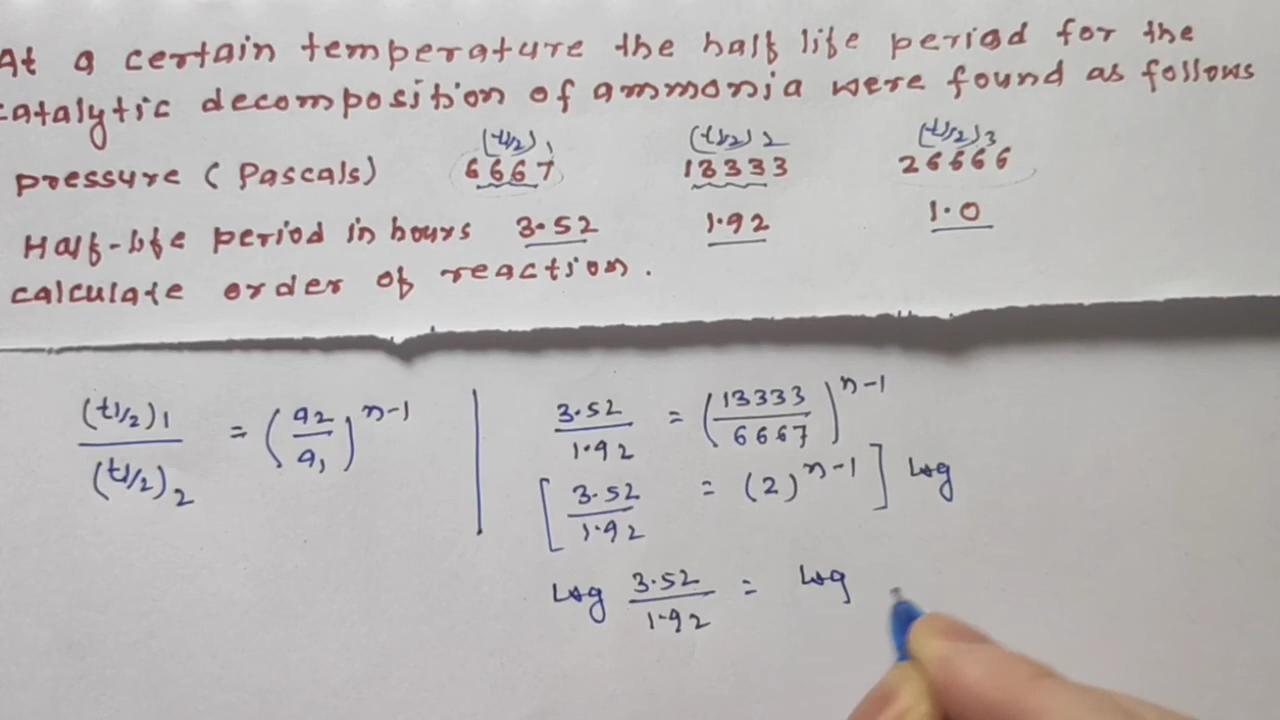 At a certain temperature the half life period for the
catalytic decomposition of ammonia were found as follows
(t1/2)1 (t1/2)2 (t1/2)3
pressure (Pascals) 6667 13333 26666
Half-life period in hours 3.52 1.92 1.0
calculate order of reaction.
(t1/2)1 / (t1/2)2 = (a2/a1)^n-1
3.52/1.92 = (13333/6667)^n-1
[3.52/1.92 = (2)^n-1] Log
Log 3.52/1.92 = Log